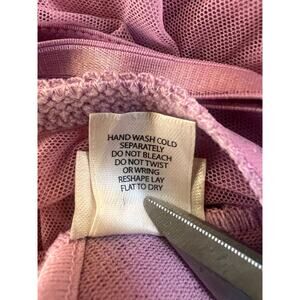 HAND WASH COLD
SEPARATELY
DO NOT BLEACH
DO NOT TWIST
OR WRING
RESHAPE LAY
FLAT TO DRY